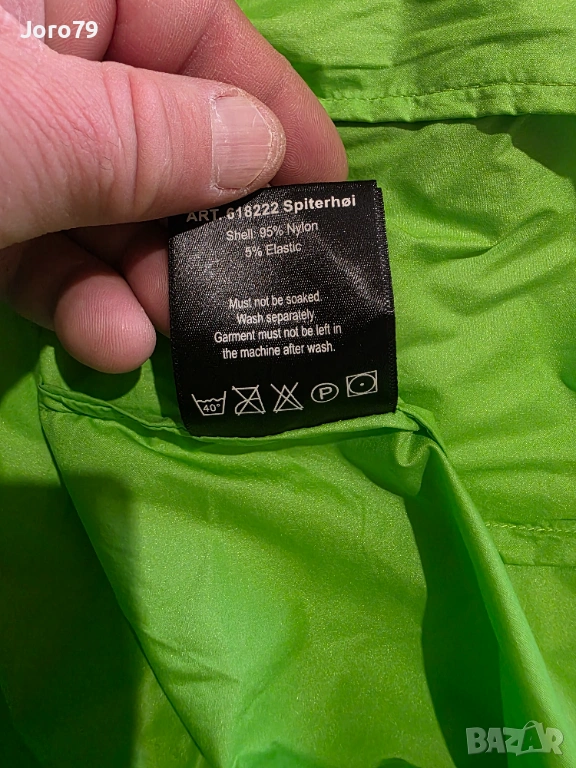 Joro79
ART. 618222 Spiterhøi
Shell: 95% Nylon
5% Elastic
Must not be soaked.
Wash separately.
Garment must not be left in
the machine after wash.
40° P
BAZAR